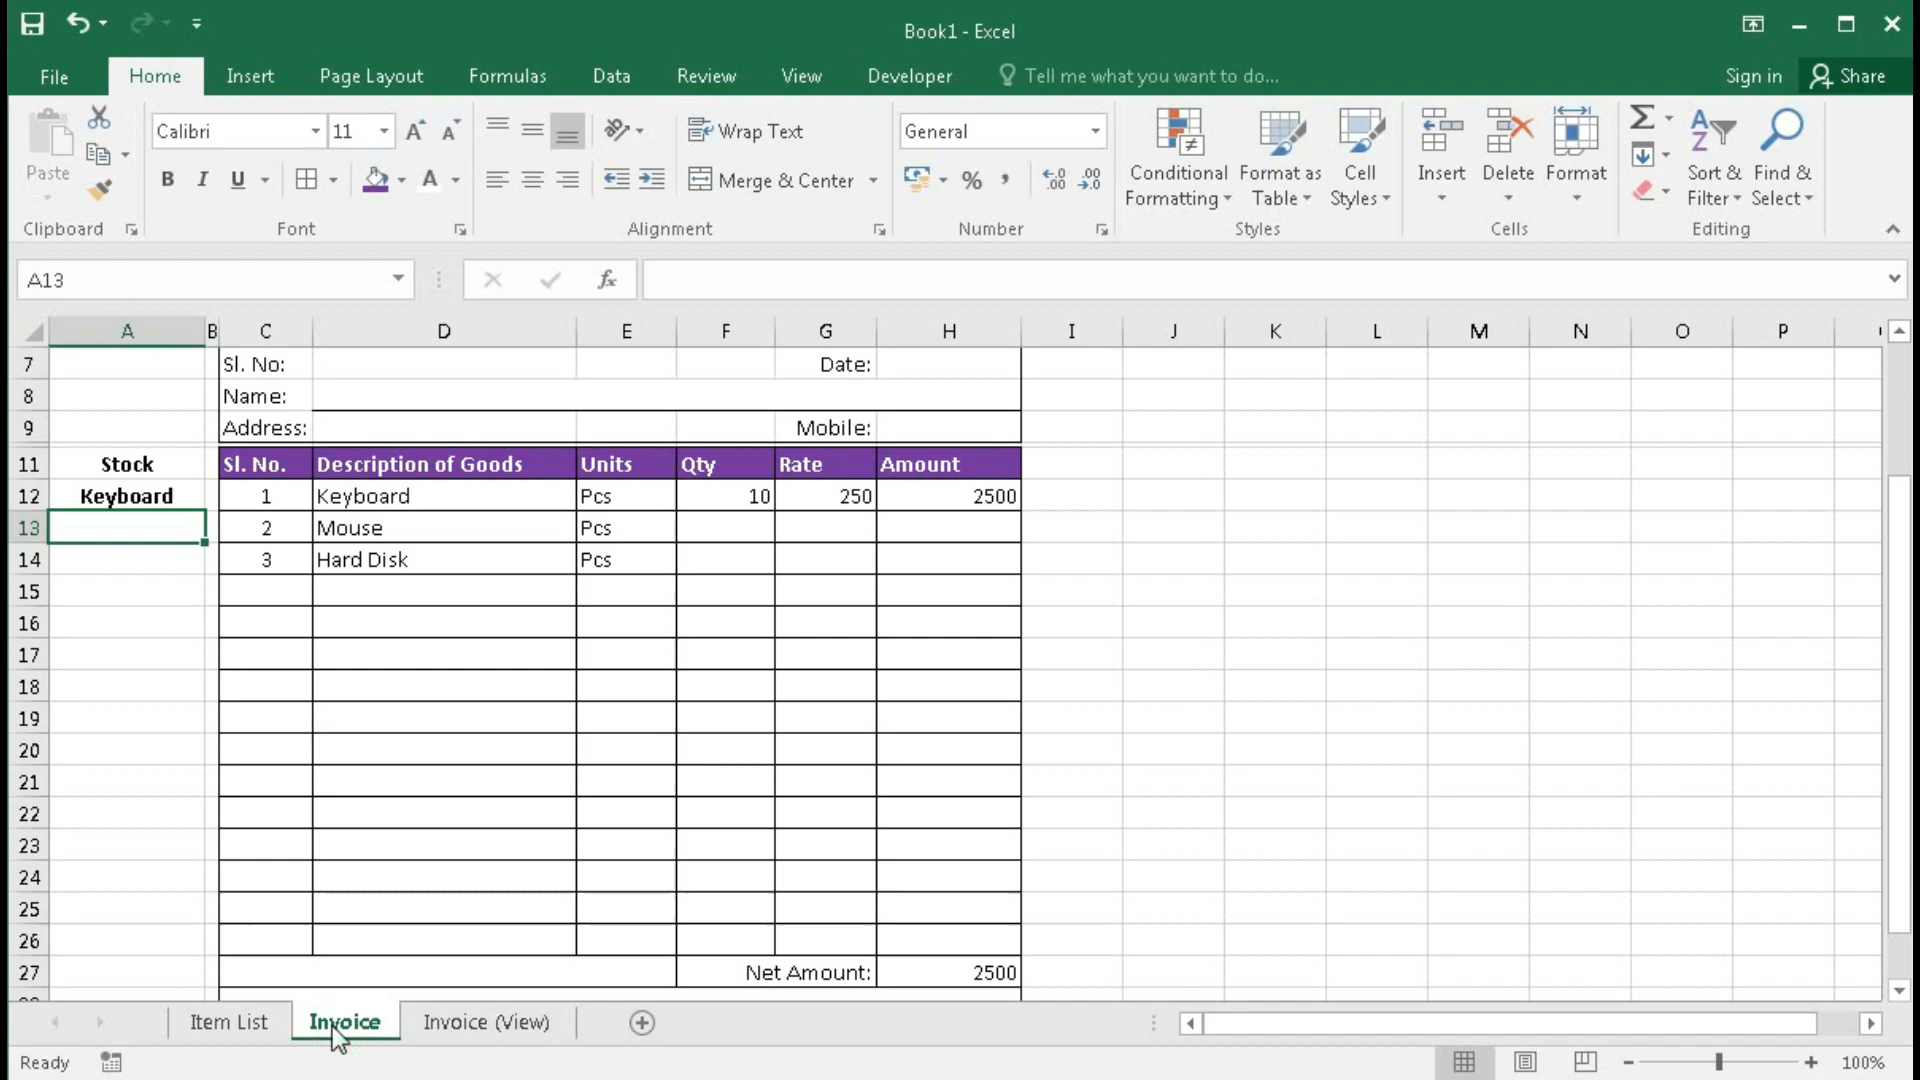 Book1 - Excel
File Home Insert Page Layout Formulas Data Review View Developer Tell me what you want to do... Sign in Share
Calibri 11 Wrap Text General
Paste B I U Merge & Center % , .0 .00 .00 .0 Conditional Formatting Format as Table Cell Styles Insert Delete Format Sort & Filter Find & Select
Clipboard Font Alignment Number Styles Cells Editing
A13 fx
A B C D E F G H I J K L M N O P
7 Sl. No: Date:
8 Name:
9 Address: Mobile:
11 Stock Sl. No. Description of Goods Units Qty Rate Amount
12 Keyboard 1 Keyboard Pcs 10 250 2500
13 2 Mouse Pcs
14 3 Hard Disk Pcs
15
16
17
18
19
20
21
22
23
24
25
26
27 Net Amount: 2500
Item List Invoice Invoice (View)
Ready 100%